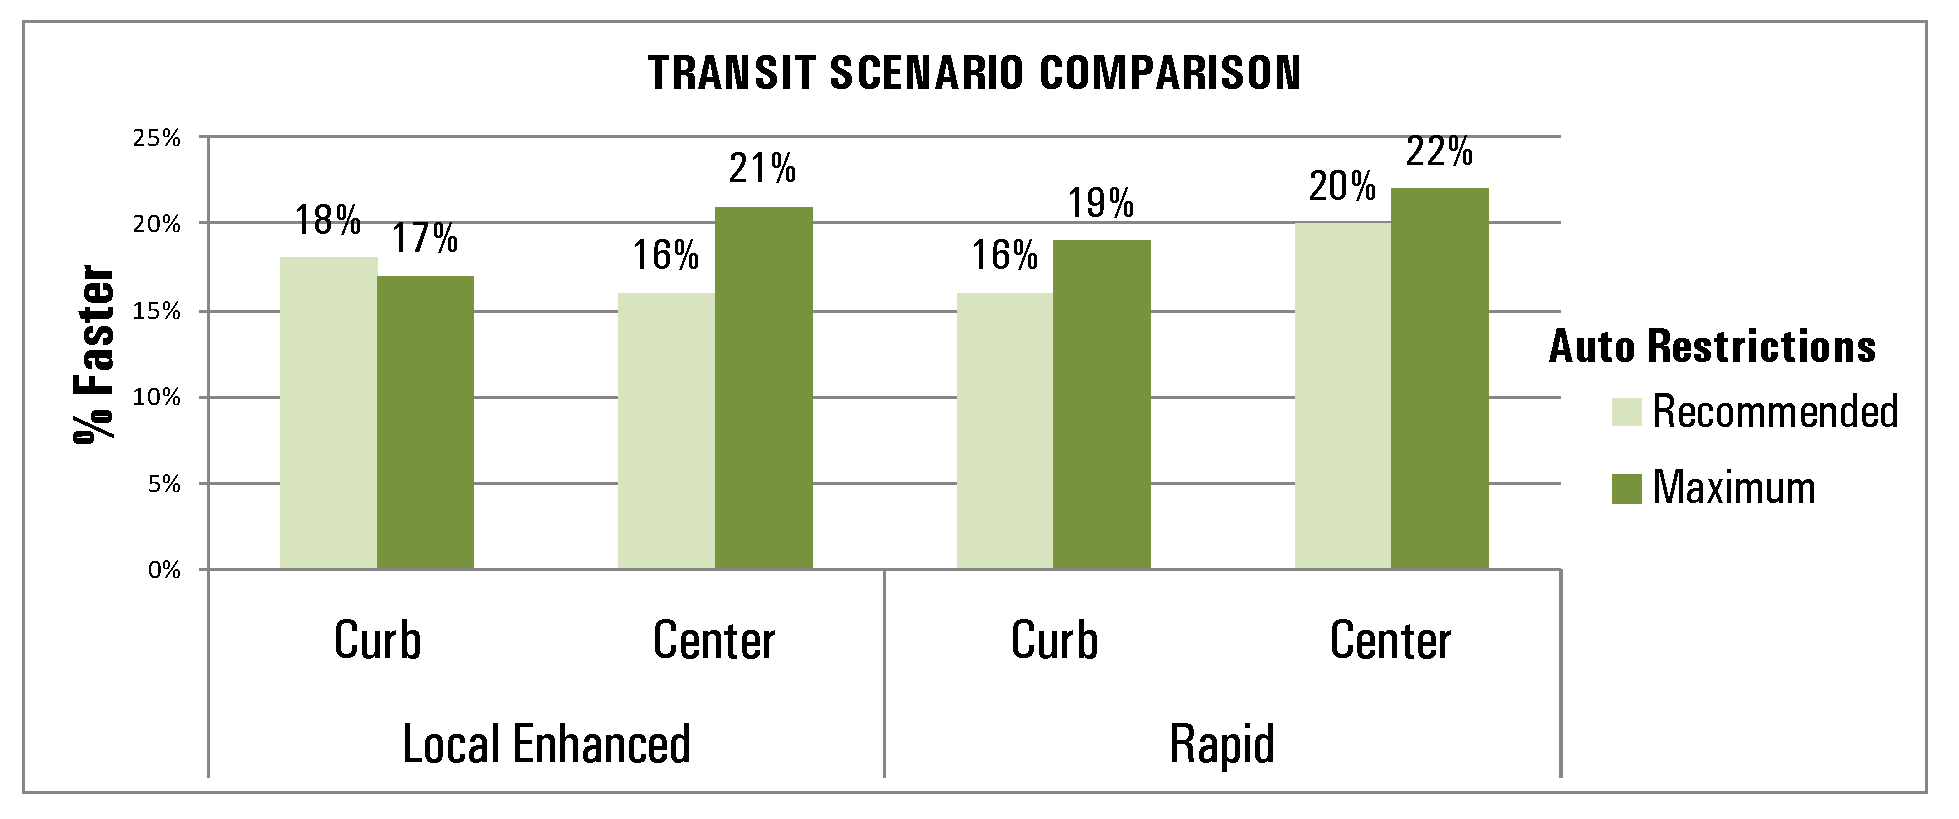 TRANSIT SCENARIO COMPARISON
% Faster
25%
20%
15%
10%
5%
0%
18%
17%
16%
21%
16%
19%
20%
22%
Auto Restrictions
Recommended
Maximum
Curb
Center
Curb
Center
Local Enhanced
Rapid